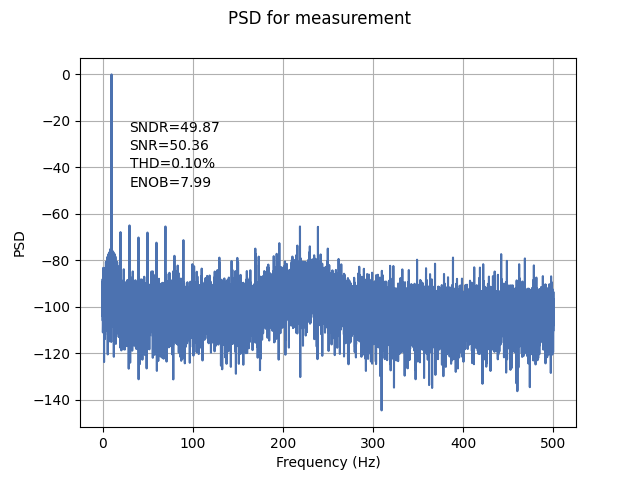 PSD for measurement
0
−20
−40
−60
−80
−100
−120
−140
PSD
SNDR=49.87
SNR=50.36
THD=0.10%
ENOB=7.99
0 100 200 300 400 500
Frequency (Hz)